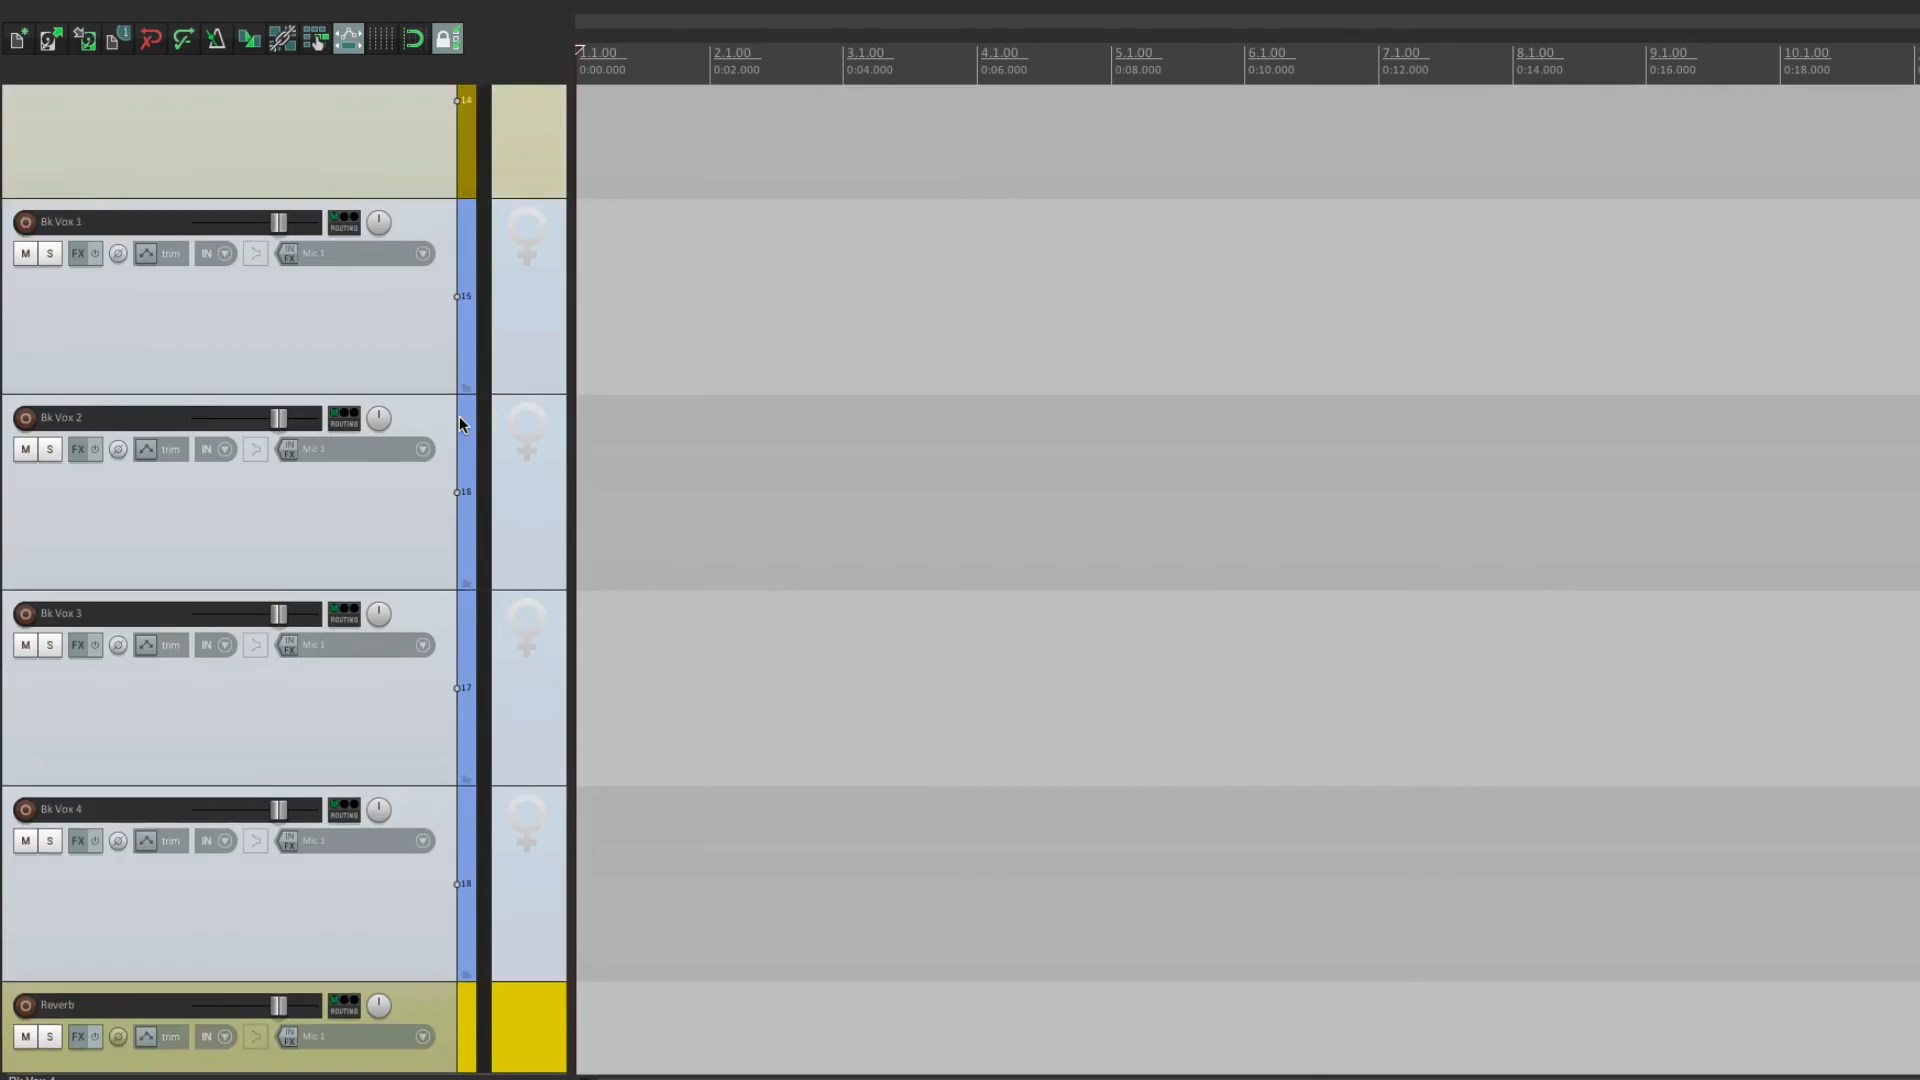 1.1.00 2.1.00 3.1.00 4.1.00 5.1.00 6.1.00 7.1.00 8.1.00 9.1.00 10.1.00
0:00.000 0:02.000 0:04.000 0:06.000 0:08.000 0:10.000 0:12.000 0:14.000 0:16.000 0:18.000
14
Bk Vox 1 ROUTING
M S FX trim IN IN FX Mic 1
15
Bk Vox 2 ROUTING
M S FX trim IN IN FX Mic 1
16
Bk Vox 3 ROUTING
M S FX trim IN IN FX Mic 1
17
Bk Vox 4 ROUTING
M S FX trim IN IN FX Mic 1
18
Reverb ROUTING
M S FX trim IN IN FX Mic 1